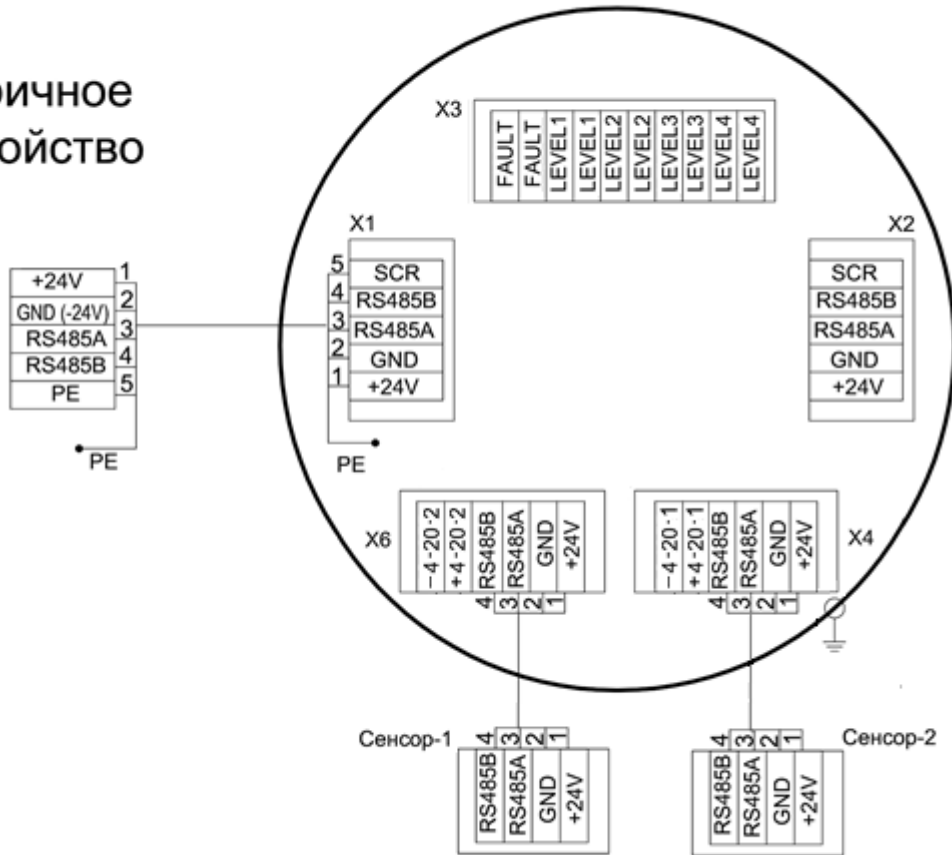 ричное
ройство
X3
FAULT
FAULT
LEVEL1
LEVEL1
LEVEL2
LEVEL2
LEVEL3
LEVEL3
LEVEL4
LEVEL4
+24V 1
GND (-24V) 2
RS485A 3
RS485B 4
PE 5
PE
X1
5 SCR
4 RS485B
3 RS485A
2 GND
1 +24V
PE
X2
SCR
RS485B
RS485A
GND
+24V
X6
−4-20-2
+4-20-2
RS485B
RS485A
GND
+24V
4 3 2 1
X4
−4-20-1
+4-20-1
RS485B
RS485A
GND
+24V
4 3 2 1
Сенсор-1
4 3 2 1
RS485B
RS485A
GND
+24V
Сенсор-2
4 3 2 1
RS485B
RS485A
GND
+24V